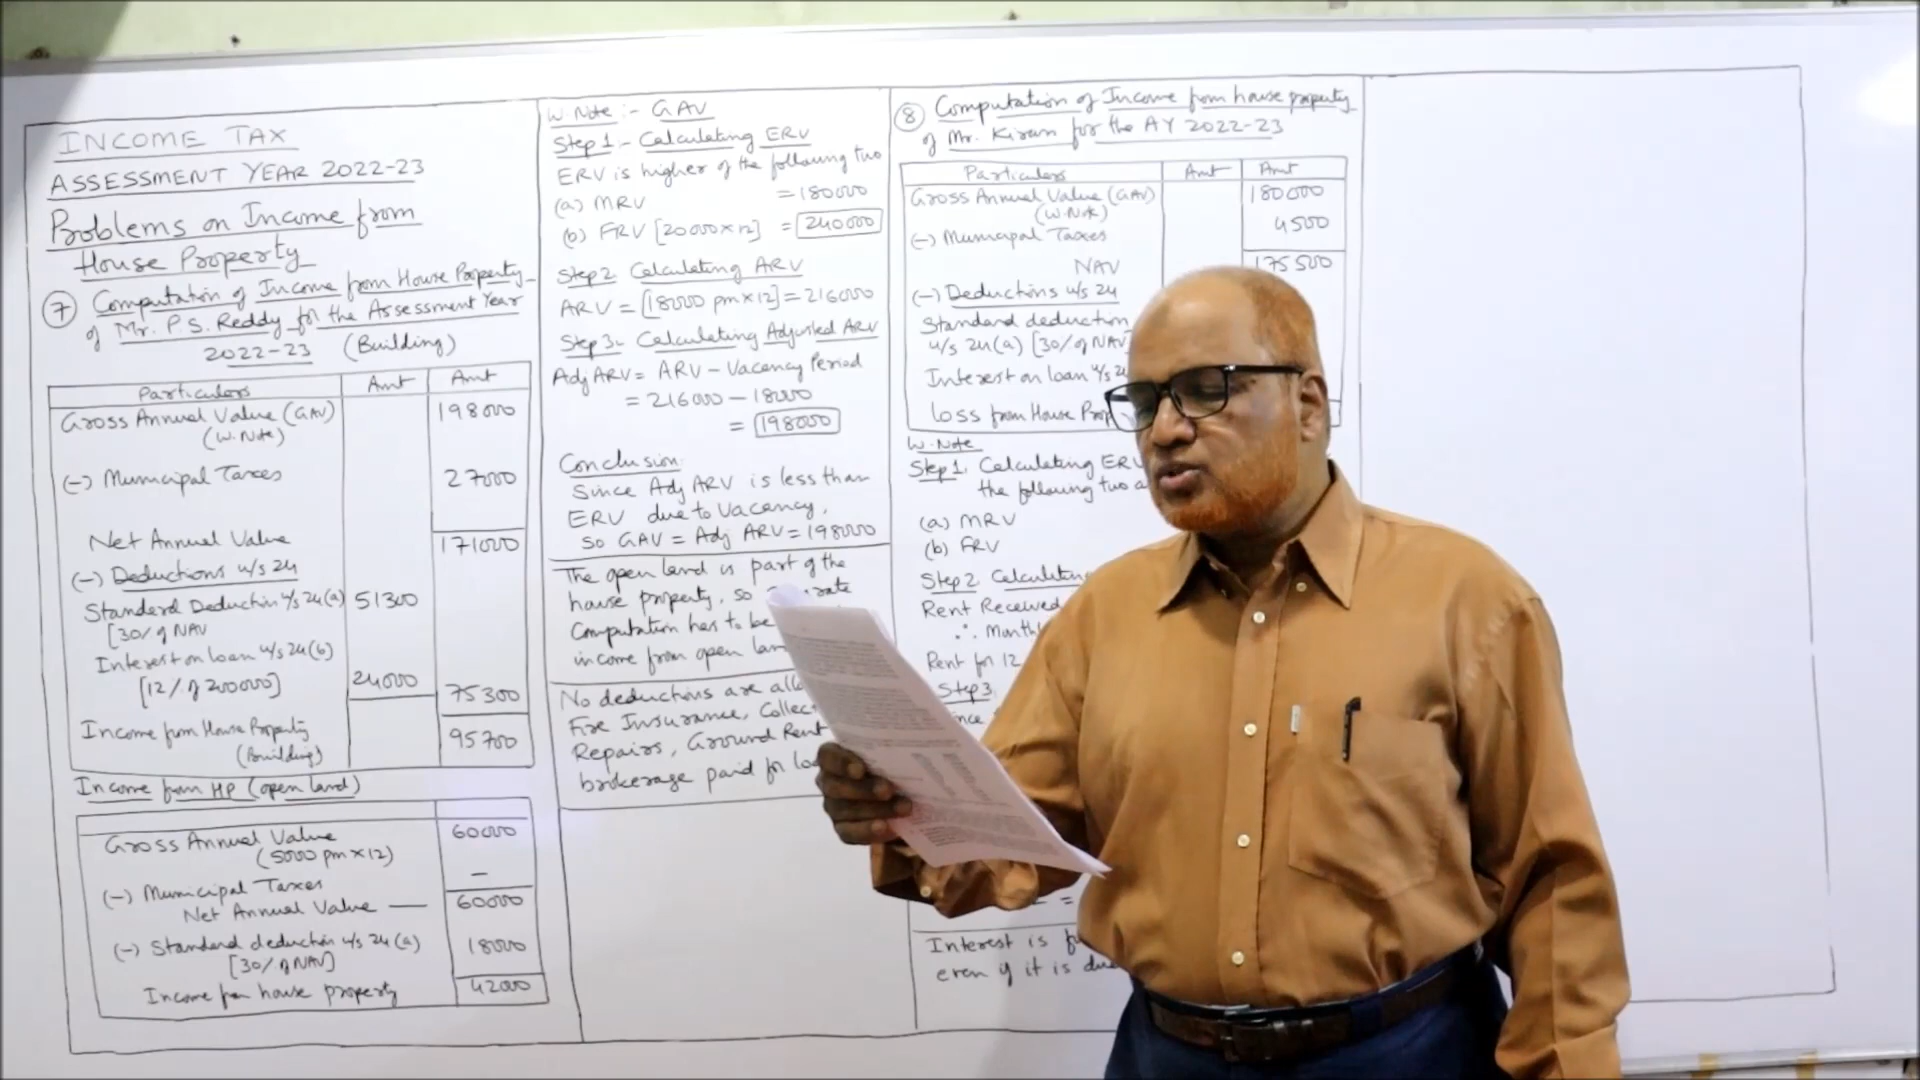 INCOME TAX
ASSESSMENT YEAR 2022-23
Problems on Income from
House Property
7 Computation of Income from House Property
of Mr. P.S. Reddy for the Assessment Year
2022-23 (Building)
Particulars Amt Amt
Gross Annual Value (GAV) 198000
(W.Note)
(-) Municipal Taxes 27000
Net Annual Value 171000
(-) Deductions u/s 24
Standard Deduction u/s 24(a) 51300
[30/. of NAV
Interest on loan u/s 24(b)
[12/. of 200000] 24000 75300
Income from House Property 95700
(Building)
Income from HP (open land)
Gross Annual Value 60000
(5000 pm x 12)
(-) Municipal Taxes –
Net Annual Value — 60000
(-) Standard deduction u/s 24(a) 18000
[30/. of NAV]
Income from house property 42000
W.Note :- GAV
Step 1:- Calculating ERV
ERV is higher of the following two
(a) MRV = 180000
(b) FRV [20000x12] = 240000
Step 2. Calculating ARV
ARV = [18000 pm x 12] = 216000
Step 3. Calculating Adjusted ARV
Adj ARV = ARV - Vacancy Period
= 216000 - 18000
= 198000
Conclusion:
Since Adj ARV is less than
ERV due to vacancy,
so GAV = Adj ARV = 198000
The open land is part of the
house property, so
Computation has to be
income from open
No deductions are
Fire Insurance,
Repairs, Ground Rent
brokerage paid for
8 Computation of Income from house property
of Mr. Kiran for the AY 2022-23
Particulars Amt Amt
Gross Annual Value (GAV) 180000
(W.Note)
(-) Municipal Taxes 4500
NAV 175500
(-) Deductions u/s 24
Standard deduction
u/s 24(a) [30/. of NAV]
Interest on loan u/s
Loss from House
W.Note
Step 1. Calculating ERV
the following two
(a) MRV
(b) FRV
Step 2.
Rent Received
∴
Rent for 12
Step 3.
=
Interest is
even if it is